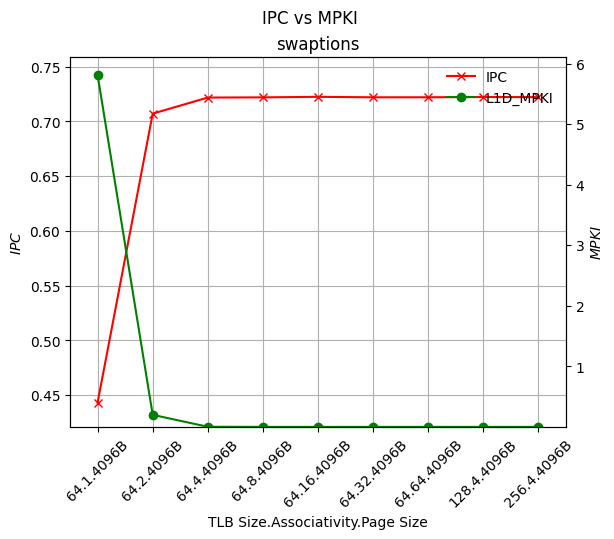 IPC vs MPKI
swaptions
IPC
L1D_MPKI
0.75
0.70
0.65
0.60
0.55
0.50
0.45
IPC
6
5
4
3
2
1
MPKI
64.1.4096B
64.2.4096B
64.4.4096B
64.8.4096B
64.16.4096B
64.32.4096B
64.64.4096B
128.4.4096B
256.4.4096B
TLB Size.Associativity.Page Size